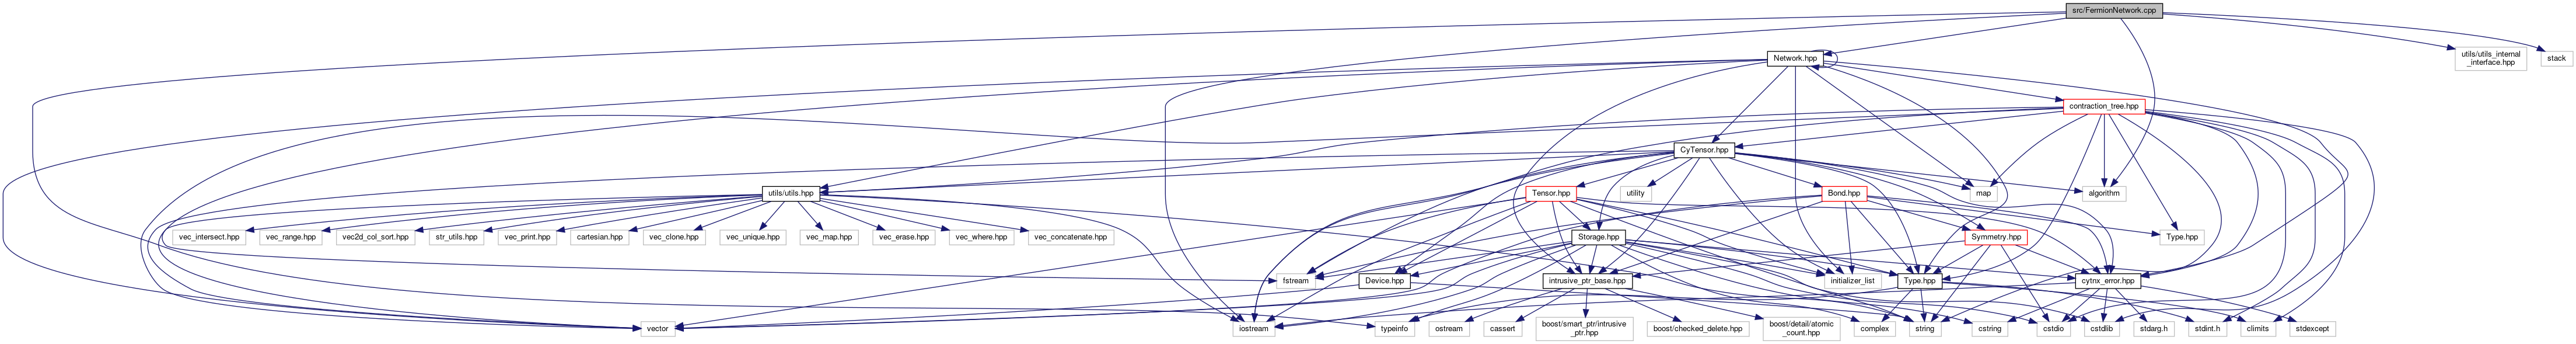 src/FermionNetwork.cpp
Network.hpp
utils/utils_internal
_interface.hpp
stack
contraction_tree.hpp
CyTensor.hpp
utils/utils.hpp
utility
Tensor.hpp
Bond.hpp
map
algorithm
vec_intersect.hpp
vec_range.hpp
vec2d_col_sort.hpp
str_utils.hpp
vec_print.hpp
cartesian.hpp
vec_clone.hpp
vec_unique.hpp
vec_map.hpp
vec_erase.hpp
vec_where.hpp
vec_concatenate.hpp
Storage.hpp
Symmetry.hpp
Type.hpp
fstream
Device.hpp
intrusive_ptr_base.hpp
initializer_list
Type.hpp
cytnx_error.hpp
vector
iostream
typeinfo
ostream
cassert
boost/smart_ptr/intrusive
_ptr.hpp
boost/checked_delete.hpp
boost/detail/atomic
_count.hpp
complex
string
cstring
cstdio
cstdlib
stdarg.h
stdint.h
climits
stdexcept